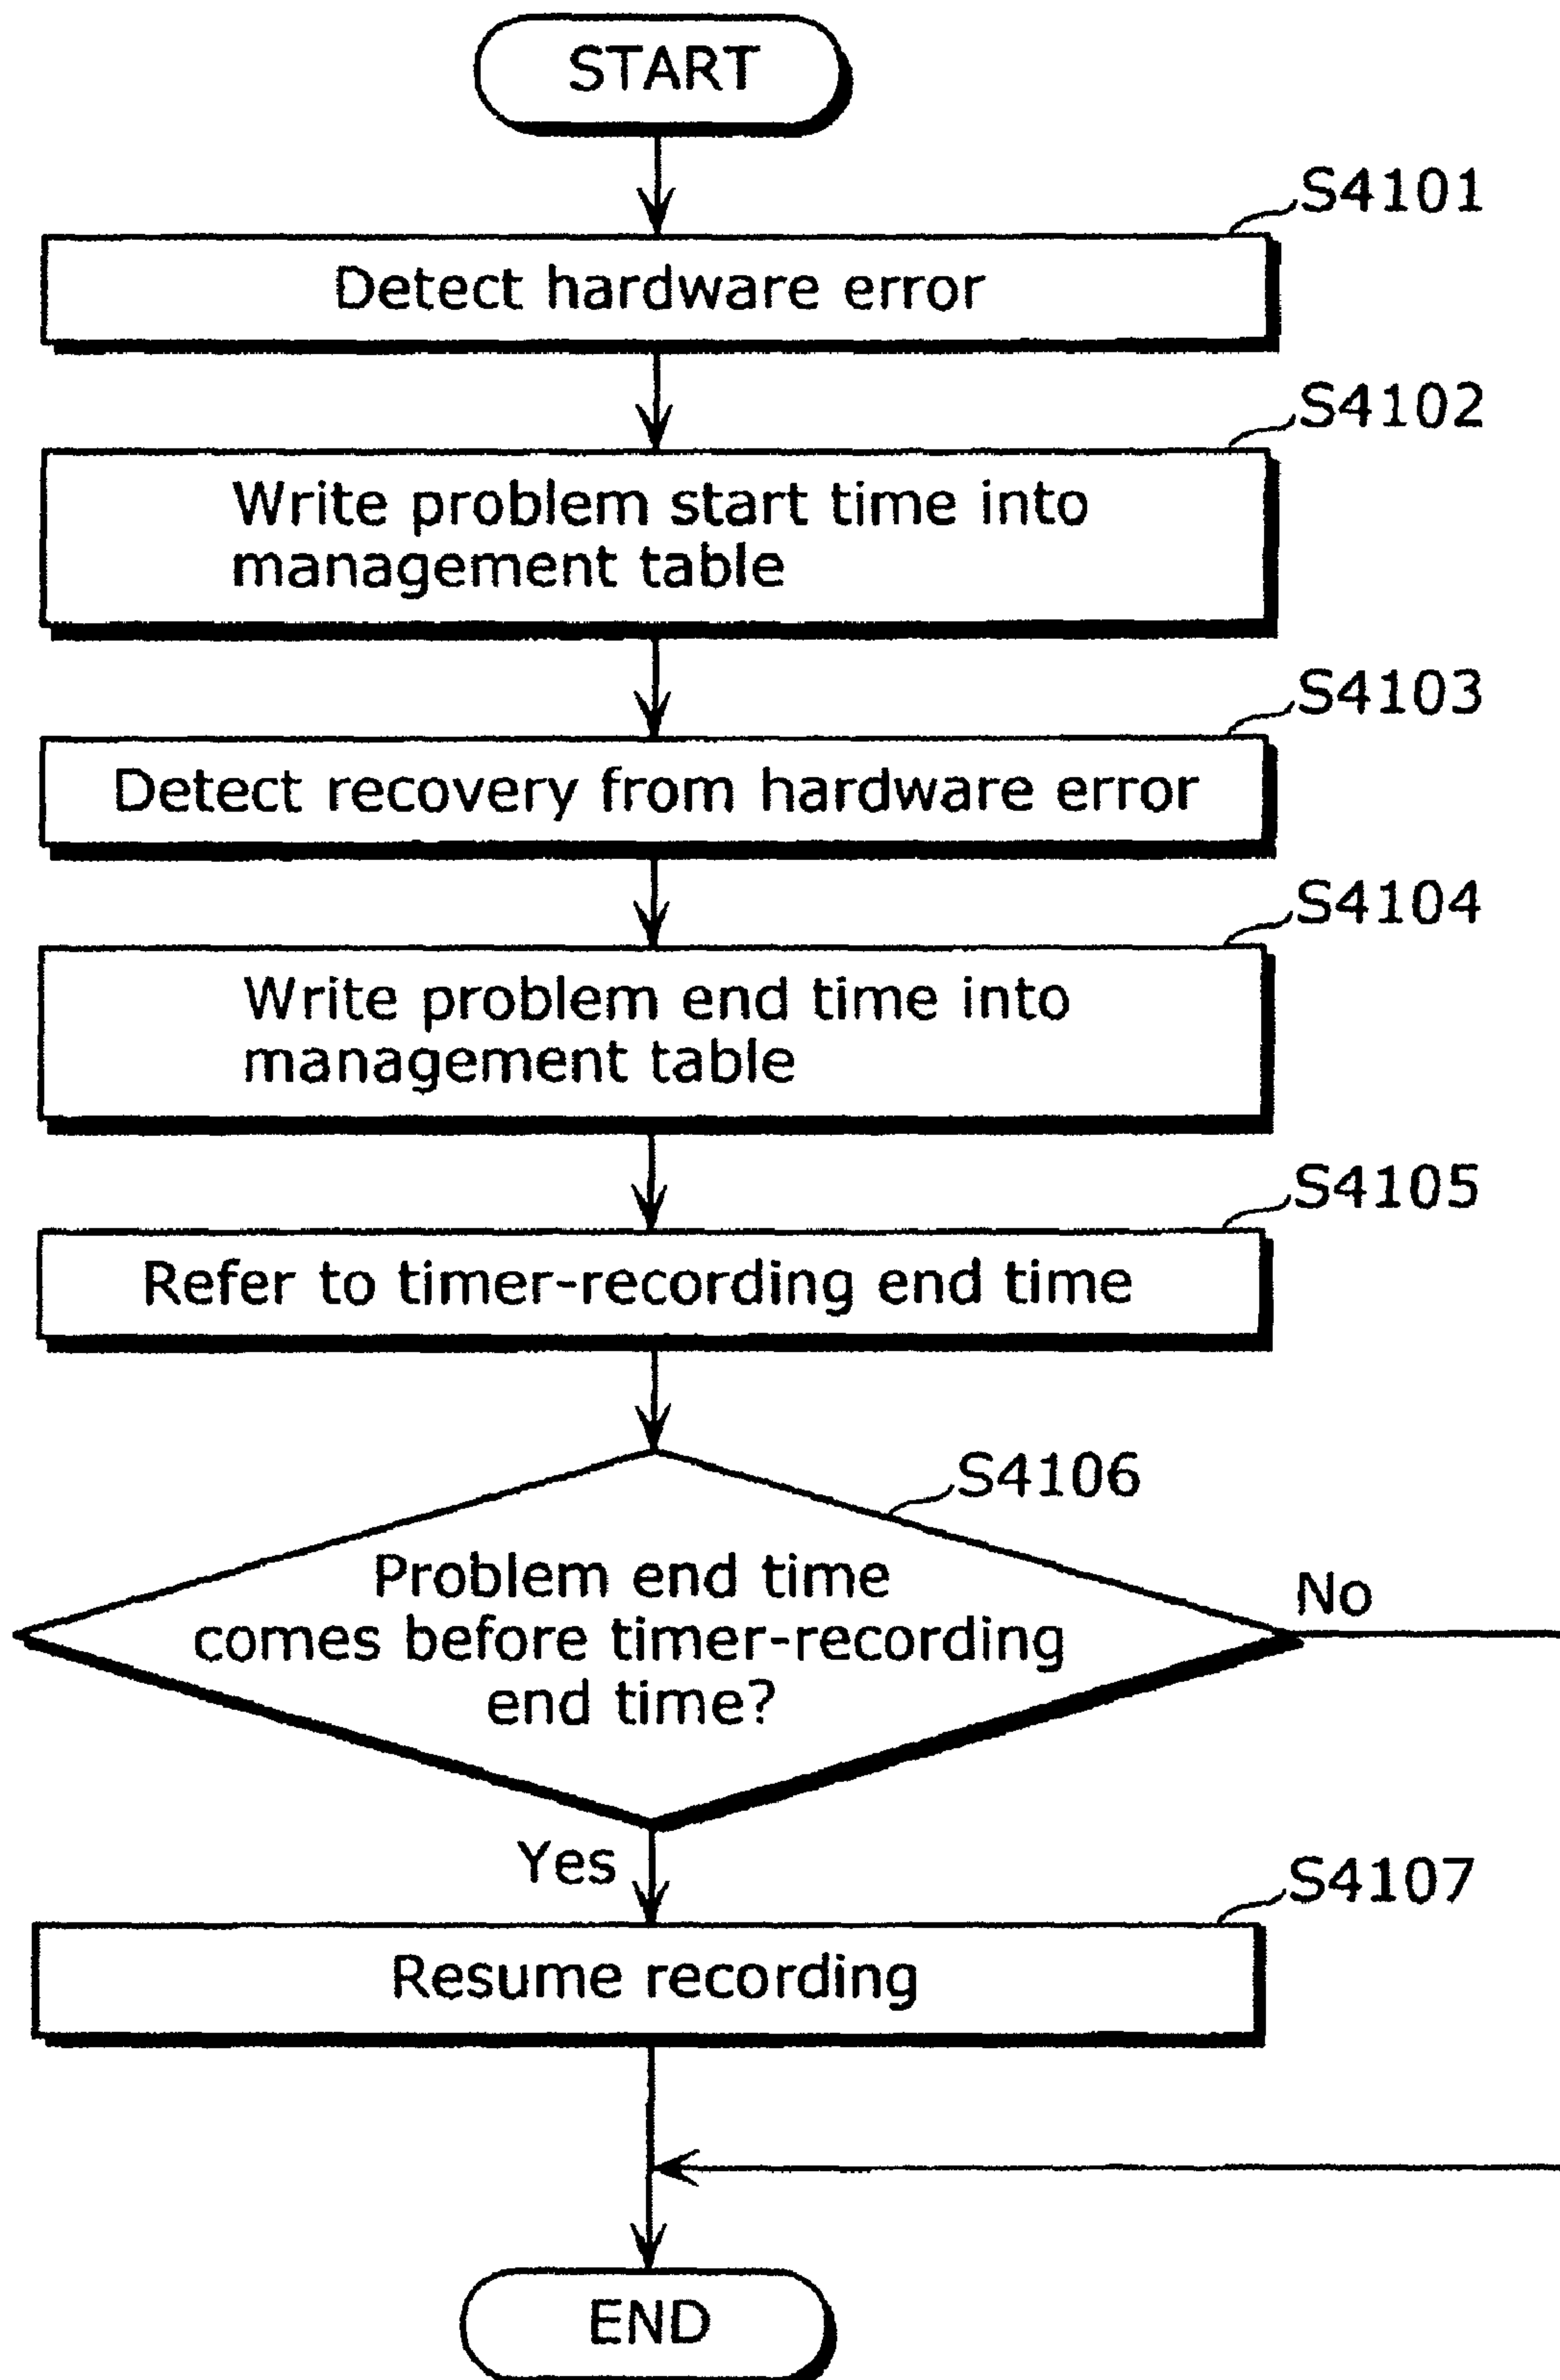 START
S4101
Detect hardware error
S4102
Write problem start time into
management table
S4103
Detect recovery from hardware error
S4104
Write problem end time into
management table
S4105
Refer to timer-recording end time
S4106
Problem end time
comes before timer-recording
end time?
No
Yes
S4107
Resume recording
END